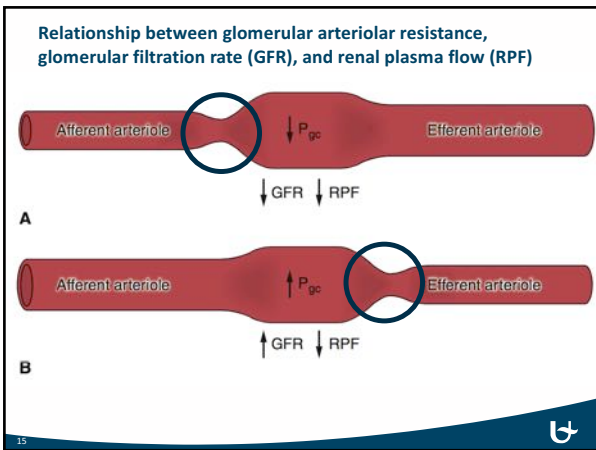 Relationship between glomerular arteriolar resistance,
glomerular filtration rate (GFR), and renal plasma flow (RPF)
Afferent arteriole ↓ Pgc Efferent arteriole
↓ GFR ↓ RPF
A
Afferent arteriole ↑ Pgc Efferent arteriole
↑ GFR ↓ RPF
B
15